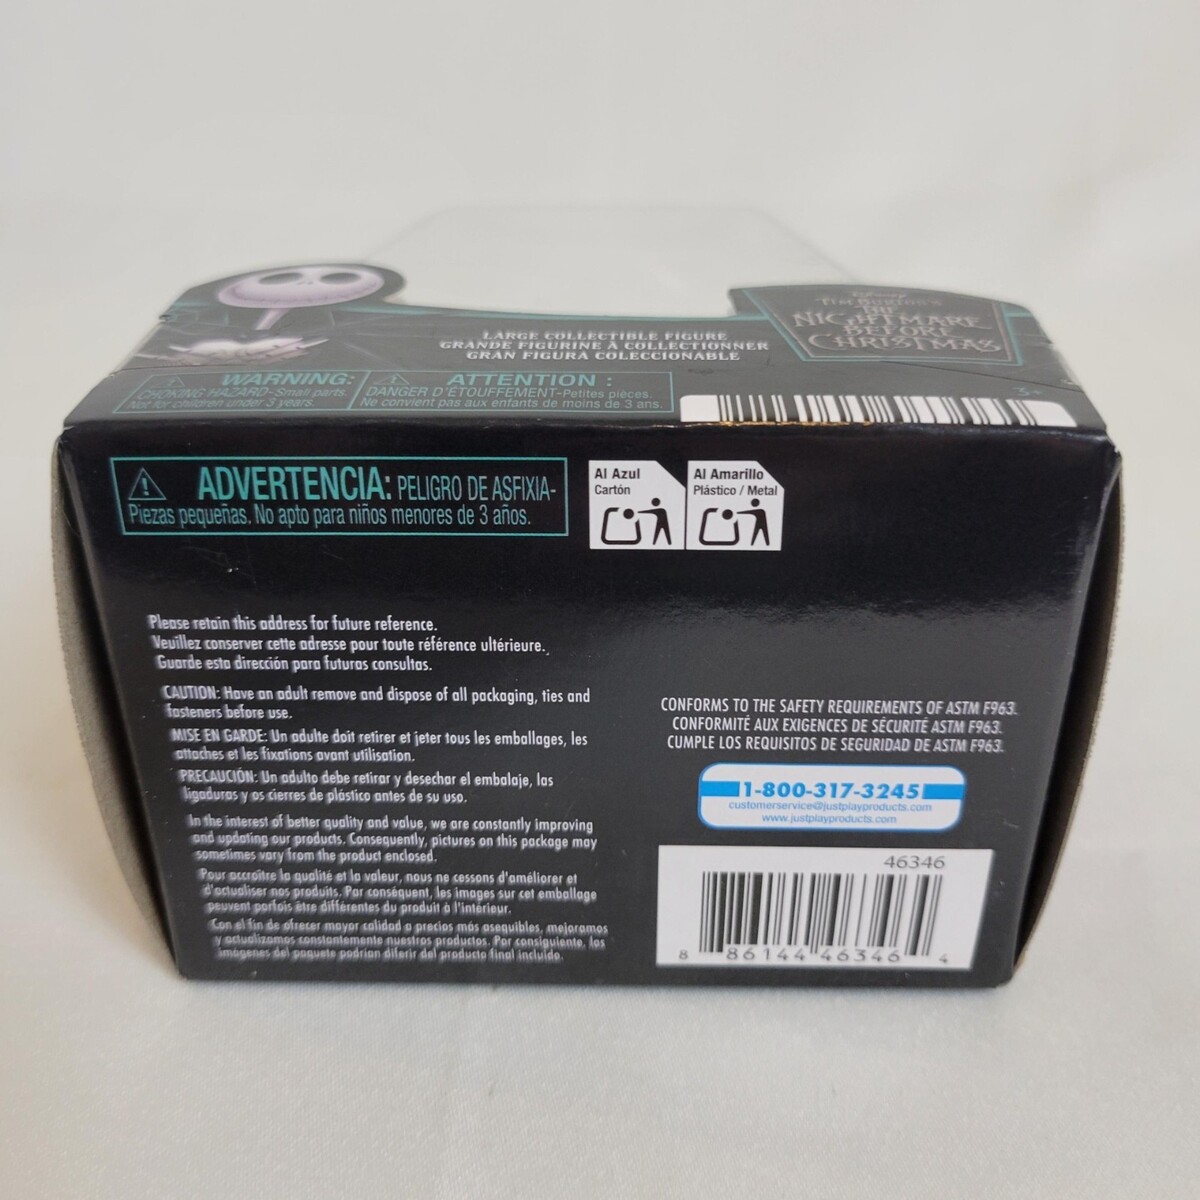 Disney
TIM BURTON'S
THE
NIGHTMARE
BEFORE
CHRISTMAS
LARGE COLLECTIBLE FIGURE
GRANDE FIGURINE À COLLECTIONNER
GRAN FIGURA COLECCIONABLE
WARNING:
CHOKING HAZARD-Small parts.
Not for children under 3 years.
ATTENTION :
DANGER D'ÉTOUFFEMENT-Petites pièces.
Ne convient pas aux enfants de moins de 3 ans.
3+
ADVERTENCIA: PELIGRO DE ASFIXIA-
Piezas pequeñas. No apto para niños menores de 3 años.
Al Azul
Cartón
Al Amarillo
Plástico / Metal
Please retain this address for future reference.
Veuillez conserver cette adresse pour toute référence ultérieure.
Guarde esta dirección para futuras consultas.
CAUTION: Have an adult remove and dispose of all packaging, ties and
fasteners before use.
MISE EN GARDE: Un adulte doit retirer et jeter tous les emballages, les
attaches et les fixations avant utilisation.
PRECAUCIÓN: Un adulto debe retirar y desechar el embalaje, las
ligaduras y os cierres de plástico antes de su uso.
In the interest of better quality and value, we are constantly improving
and updating our products. Consequently, pictures on this package may
sometimes vary from the product enclosed.
Pour accroître la qualité et la valeur, nous ne cessons d'améliorer et
d'actualiser nos produits. Par conséquent, les images sur cet emballage
peuvent parfois être différentes du produit à l'intérieur.
Con el fin de ofrecer mayor calidad a precios más asequibles, mejoramos
y actualizamos constantemente nuestros productos. Por consiguiente, las
imágenes del paquete podrían diferir del producto final incluido.
CONFORMS TO THE SAFETY REQUIREMENTS OF ASTM F963.
CONFORMITÉ AUX EXIGENCES DE SÉCURITÉ ASTM F963.
CUMPLE LOS REQUISITOS DE SEGURIDAD DE ASTM F963.
1-800-317-3245
customerservice@justplayproducts.com
www.justplayproducts.com
46346
8 86144 46346 4